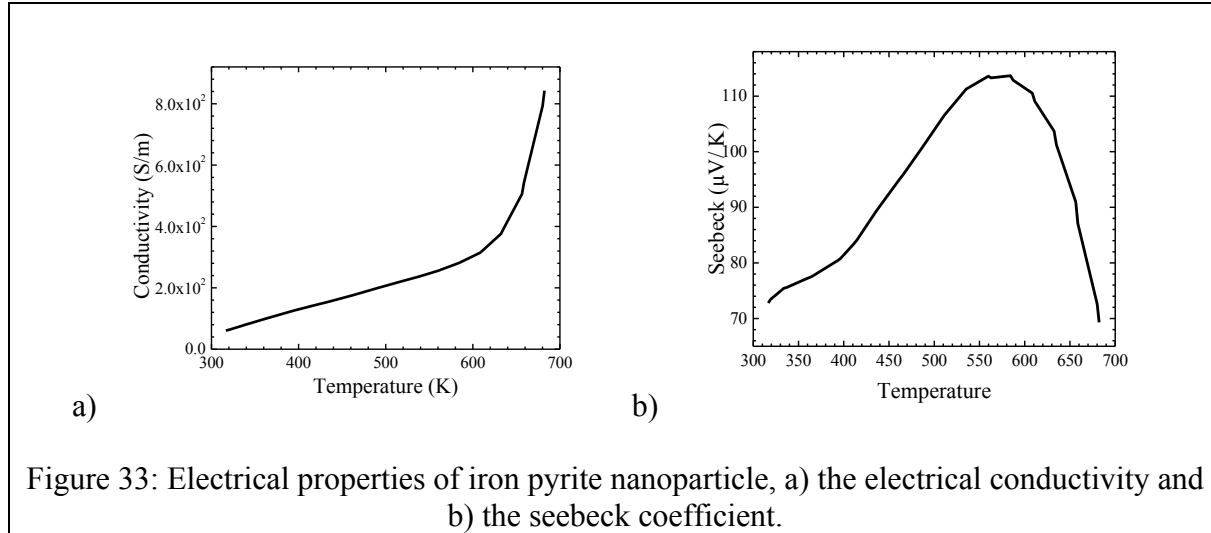 8.0x10²
6.0x10²
4.0x10²
2.0x10²
0.0
Conductivity (S/m)
300 400 500 600 700
Temperature (K)
a)
110
100
90
80
70
Seebeck (μV/ K)
300 350 400 450 500 550 600 650 700
Temperature
b)
Figure 33: Electrical properties of iron pyrite nanoparticle, a) the electrical conductivity and
b) the seebeck coefficient.